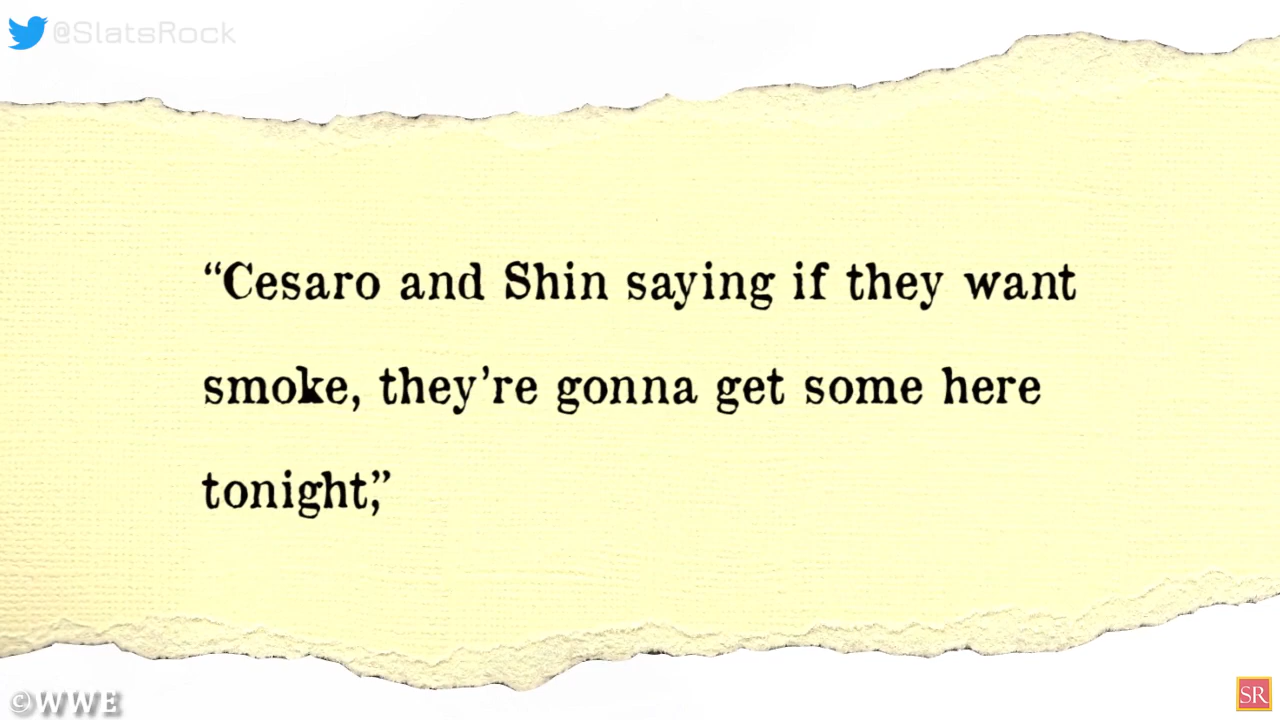 @SlatsRock
“Cesaro and Shin saying if they want
smoke, they’re gonna get some here
tonight,”
©WWE
SR